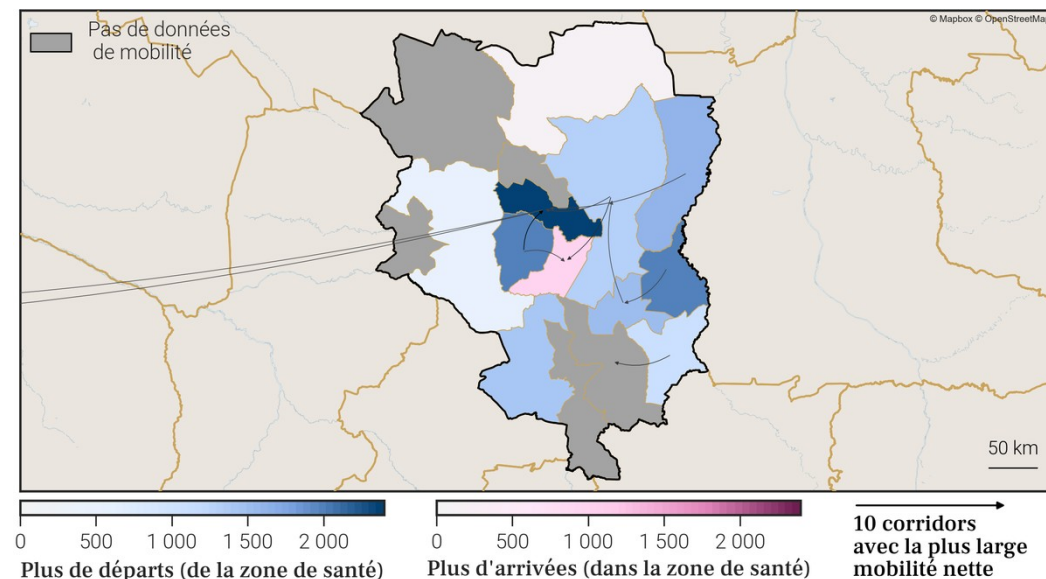 © Mapbox © OpenStreetMap
Pas de données
de mobilité
50 km
0 500 1 000 1 500 2 000
Plus de départs (de la zone de santé)
0 500 1 000 1 500 2 000
Plus d'arrivées (dans la zone de santé)
10 corridors
avec la plus large
mobilité nette